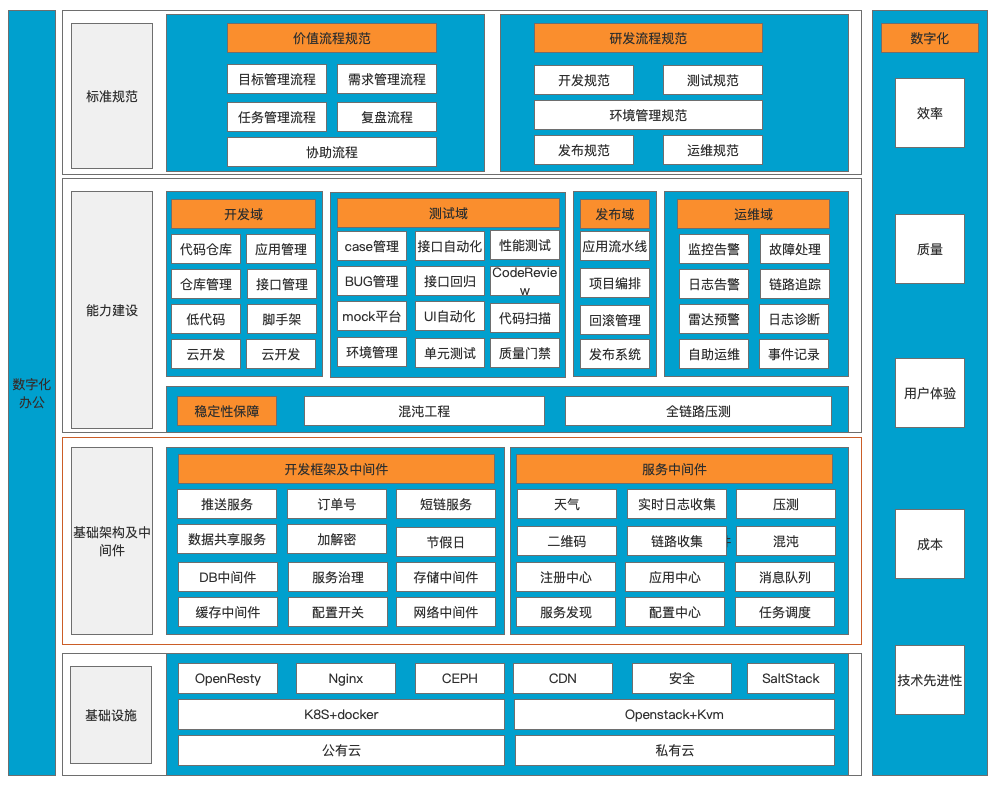 数字化
办公
标准规范
价值流程规范
目标管理流程
需求管理流程
任务管理流程
复盘流程
协助流程
研发流程规范
开发规范
测试规范
环境管理规范
发布规范
运维规范
能力建设
开发域
代码仓库
应用管理
仓库管理
接口管理
低代码
脚手架
云开发
云开发
测试域
case管理
接口自动化
性能测试
BUG管理
接口回归
CodeRevie
w
mock平台
UI自动化
代码扫描
环境管理
单元测试
质量门禁
发布域
应用流水线
项目编排
回滚管理
发布系统
运维域
监控告警
故障处理
日志告警
链路追踪
雷达预警
日志诊断
自助运维
事件记录
稳定性保障
混沌工程
全链路压测
基础架构及中
间件
开发框架及中间件
推送服务
订单号
短链服务
数据共享服务
加解密
节假日
DB中间件
服务治理
存储中间件
缓存中间件
配置开关
网络中间件
服务中间件
天气
实时日志收集
压测
二维码
链路收集
混沌
注册中心
应用中心
消息队列
服务发现
配置中心
任务调度
基础设施
OpenResty
Nginx
CEPH
CDN
安全
SaltStack
K8S+docker
Openstack+Kvm
公有云
私有云
数字化
效率
质量
用户体验
成本
技术先进性